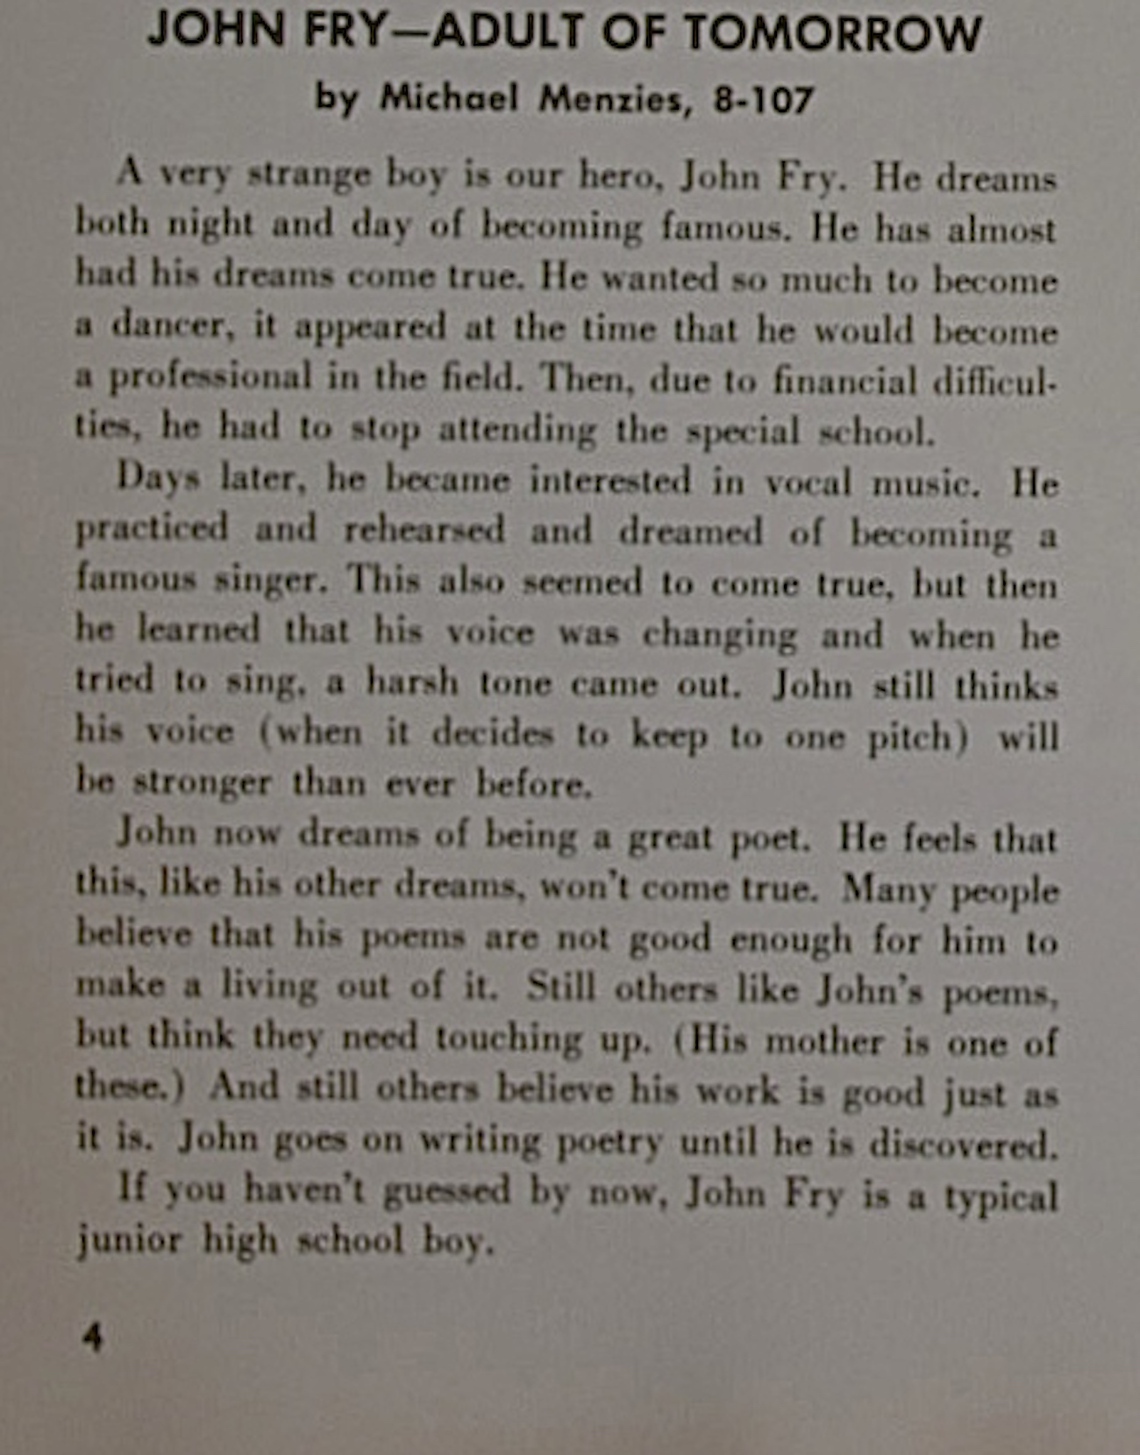 JOHN FRY—ADULT OF TOMORROW
by Michael Menzies, 8-107
A very strange boy is our hero, John Fry. He dreams
both night and day of becoming famous. He has almost
had his dreams come true. He wanted so much to become
a dancer, it appeared at the time that he would become
a professional in the field. Then, due to financial difficul-
ties, he had to stop attending the special school.
Days later, he became interested in vocal music. He
practiced and rehearsed and dreamed of becoming a
famous singer. This also seemed to come true, but then
he learned that his voice was changing and when he
tried to sing, a harsh tone came out. John still thinks
his voice (when it decides to keep to one pitch) will
be stronger than ever before.
John now dreams of being a great poet. He feels that
this, like his other dreams, won't come true. Many people
believe that his poems are not good enough for him to
make a living out of it. Still others like John's poems,
but think they need touching up. (His mother is one of
these.) And still others believe his work is good just as
it is. John goes on writing poetry until he is discovered.
If you haven't guessed by now, John Fry is a typical
junior high school boy.
4